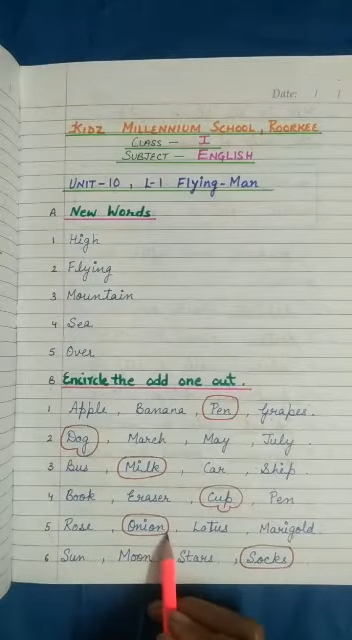 Date: / /
KIDZ MILLENNIUM SCHOOL, ROORKEE
CLASS - I
SUBJECT - ENGLISH
UNIT-10, L-1 Flying-Man
A New Words
1 High
2 Flying
3 Mountain
4 Sea
5 Over
B Encircle the odd one out.
1 Apple, Banana, Pen, Grapes.
2 Dog, March, May, July.
3 Bus, Milk, Car, Ship
4 Book, Eraser, Cup, Pen
5 Rose, Onion, Lotus, Marigold
6 Sun, Moon, Stars, Socks